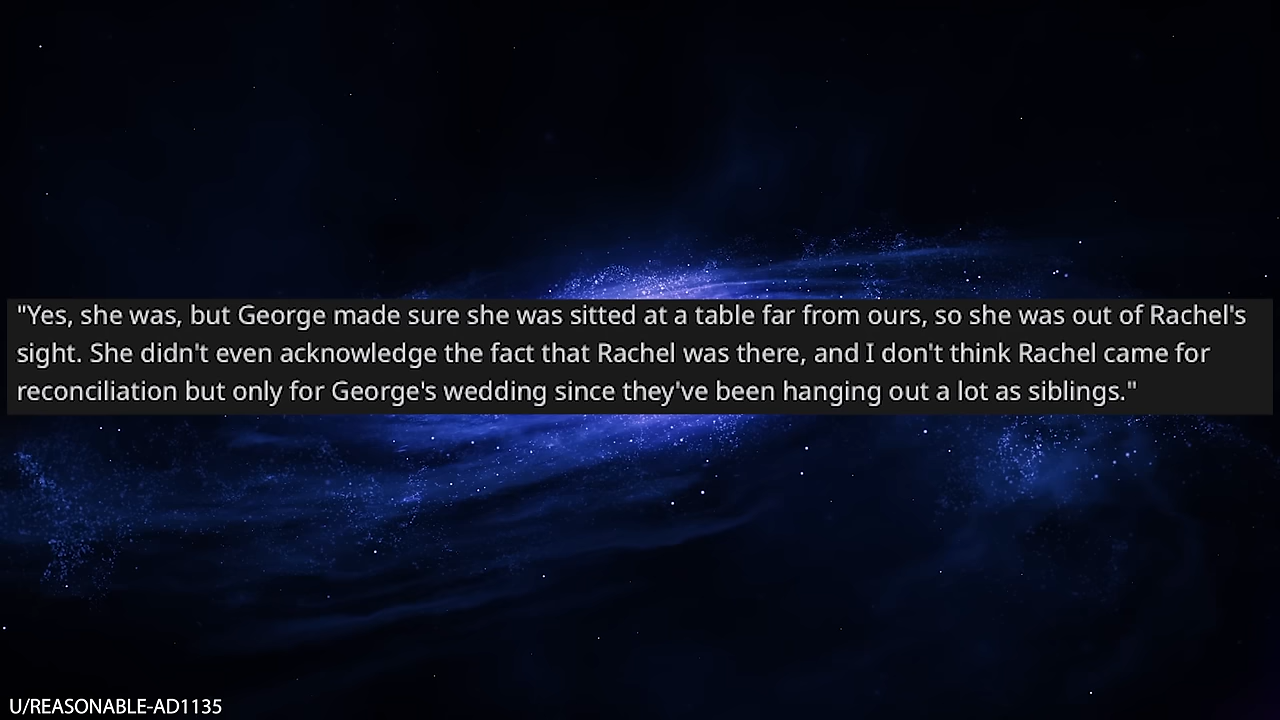 "Yes, she was, but George made sure she was sitted at a table far from ours, so she was out of Rachel's
sight. She didn't even acknowledge the fact that Rachel was there, and I don't think Rachel came for
reconciliation but only for George's wedding since they've been hanging out a lot as siblings."
U/REASONABLE-AD1135